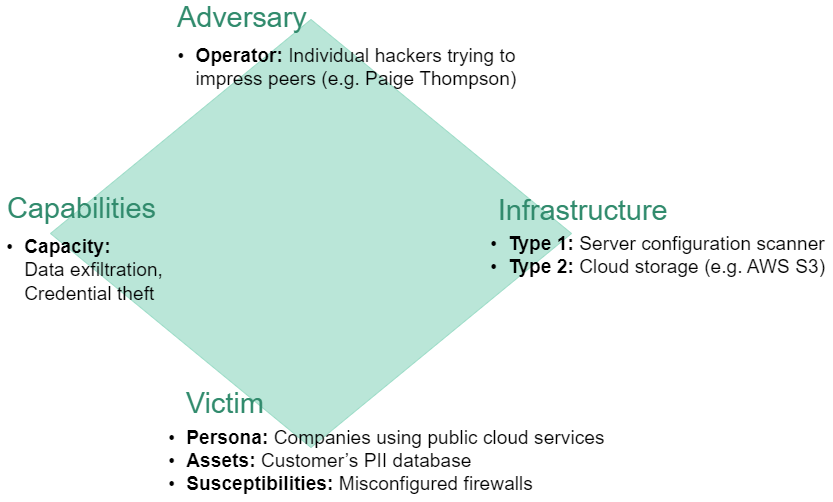 Adversary
• Operator: Individual hackers trying to
impress peers (e.g. Paige Thompson)
Capabilities
• Capacity:
Data exfiltration,
Credential theft
Infrastructure
• Type 1: Server configuration scanner
• Type 2: Cloud storage (e.g. AWS S3)
Victim
• Persona: Companies using public cloud services
• Assets: Customer’s PII database
• Susceptibilities: Misconfigured firewalls